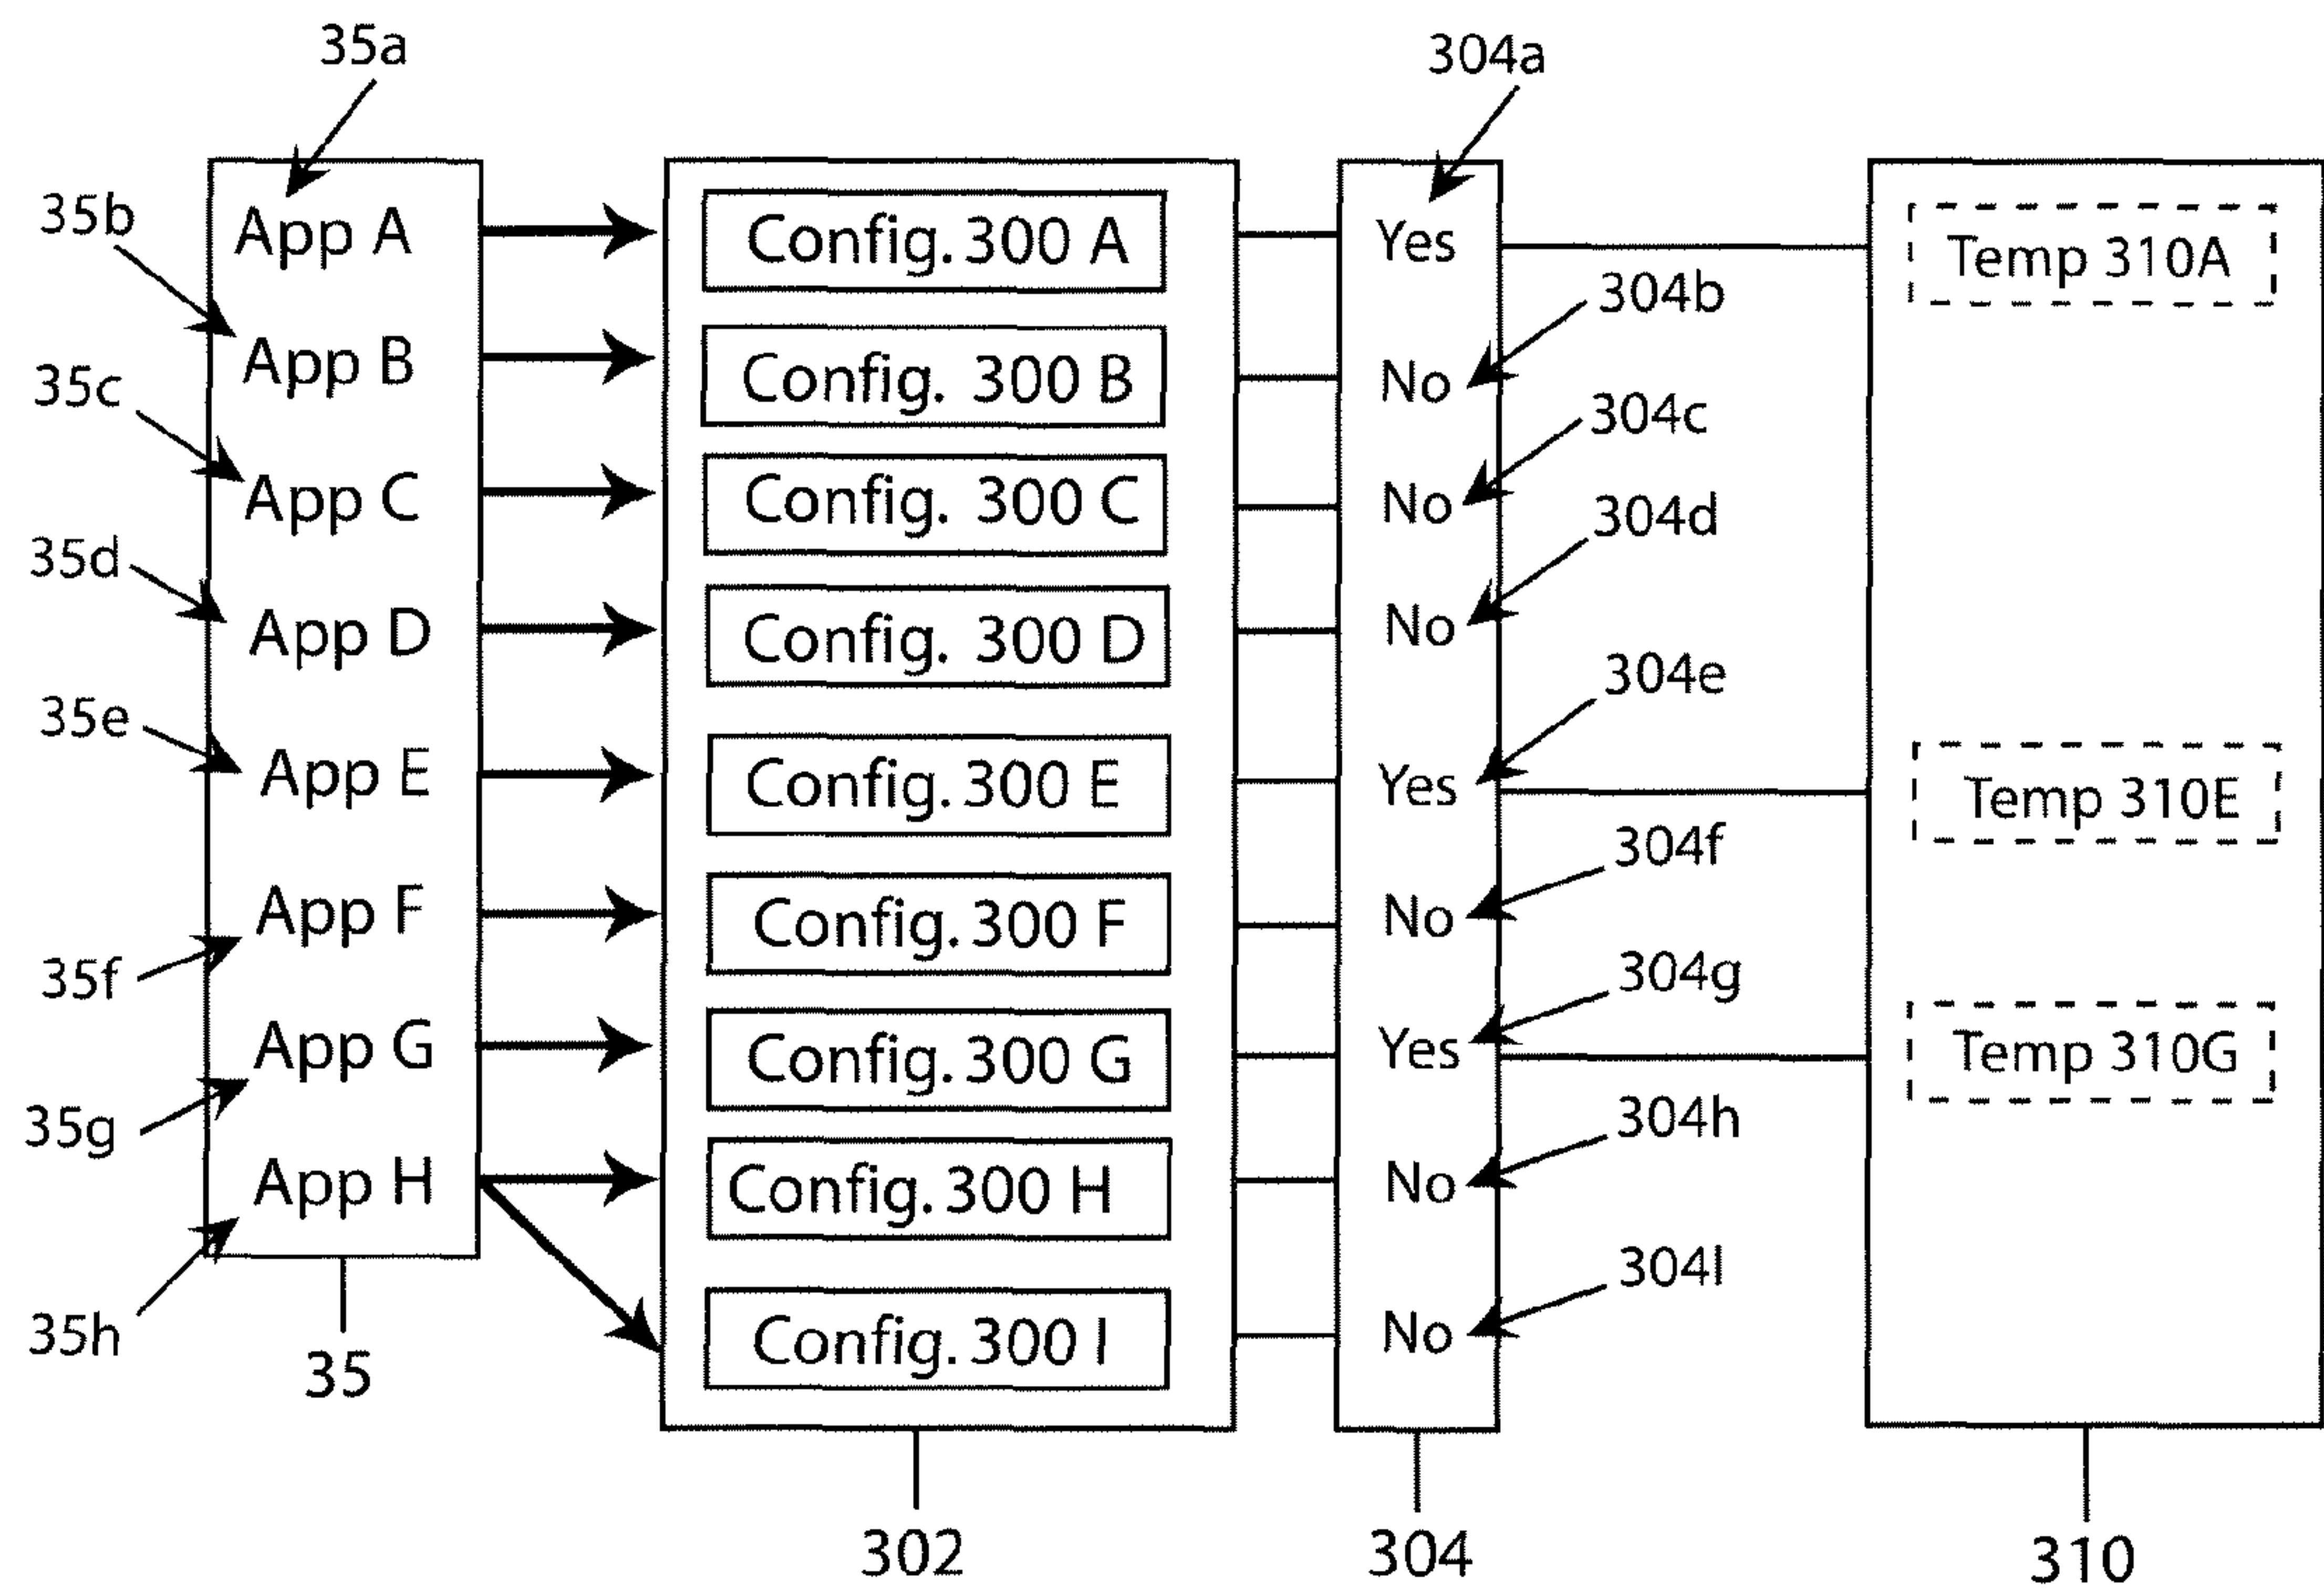 35a
304a
App A
Config. 300 A
Yes
Temp 310A
35b
304b
App B
Config. 300 B
No
35c
304c
App C
Config. 300 C
No
35d
304d
App D
Config. 300 D
No
35e
304e
App E
Config. 300 E
Yes
Temp 310E
304f
App F
Config. 300 F
No
35f
304g
App G
Config. 300 G
Yes
Temp 310G
35g
304h
App H
Config. 300 H
No
35h
304I
Config. 300 I
No
35
302
304
310